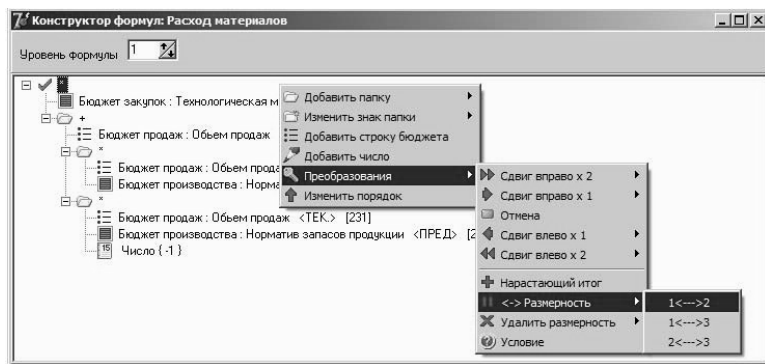 Конструктор формул: Расход материалов
Уровень формулы 1
Бюджет закупок : Технологическая м
+
Бюджет продаж : Обьем продаж
*
Бюджет продаж : Обьем прода
Бюджет производства : Норма
*
Бюджет продаж : Обьем продаж <ТЕК.> [231]
Бюджет производства : Норматив запасов продукции <ПРЕД> [2
15 Число { -1 }
Добавить папку
Изменить знак папки
Добавить строку бюджета
Добавить число
Преобразования
Изменить порядок
Сдвиг вправо x 2
Сдвиг вправо x 1
Отмена
Сдвиг влево x 1
Сдвиг влево x 2
Нарастающий итог
<-> Размерность
Удалить размерность
Условие
1<--->2
1<--->3
2<--->3